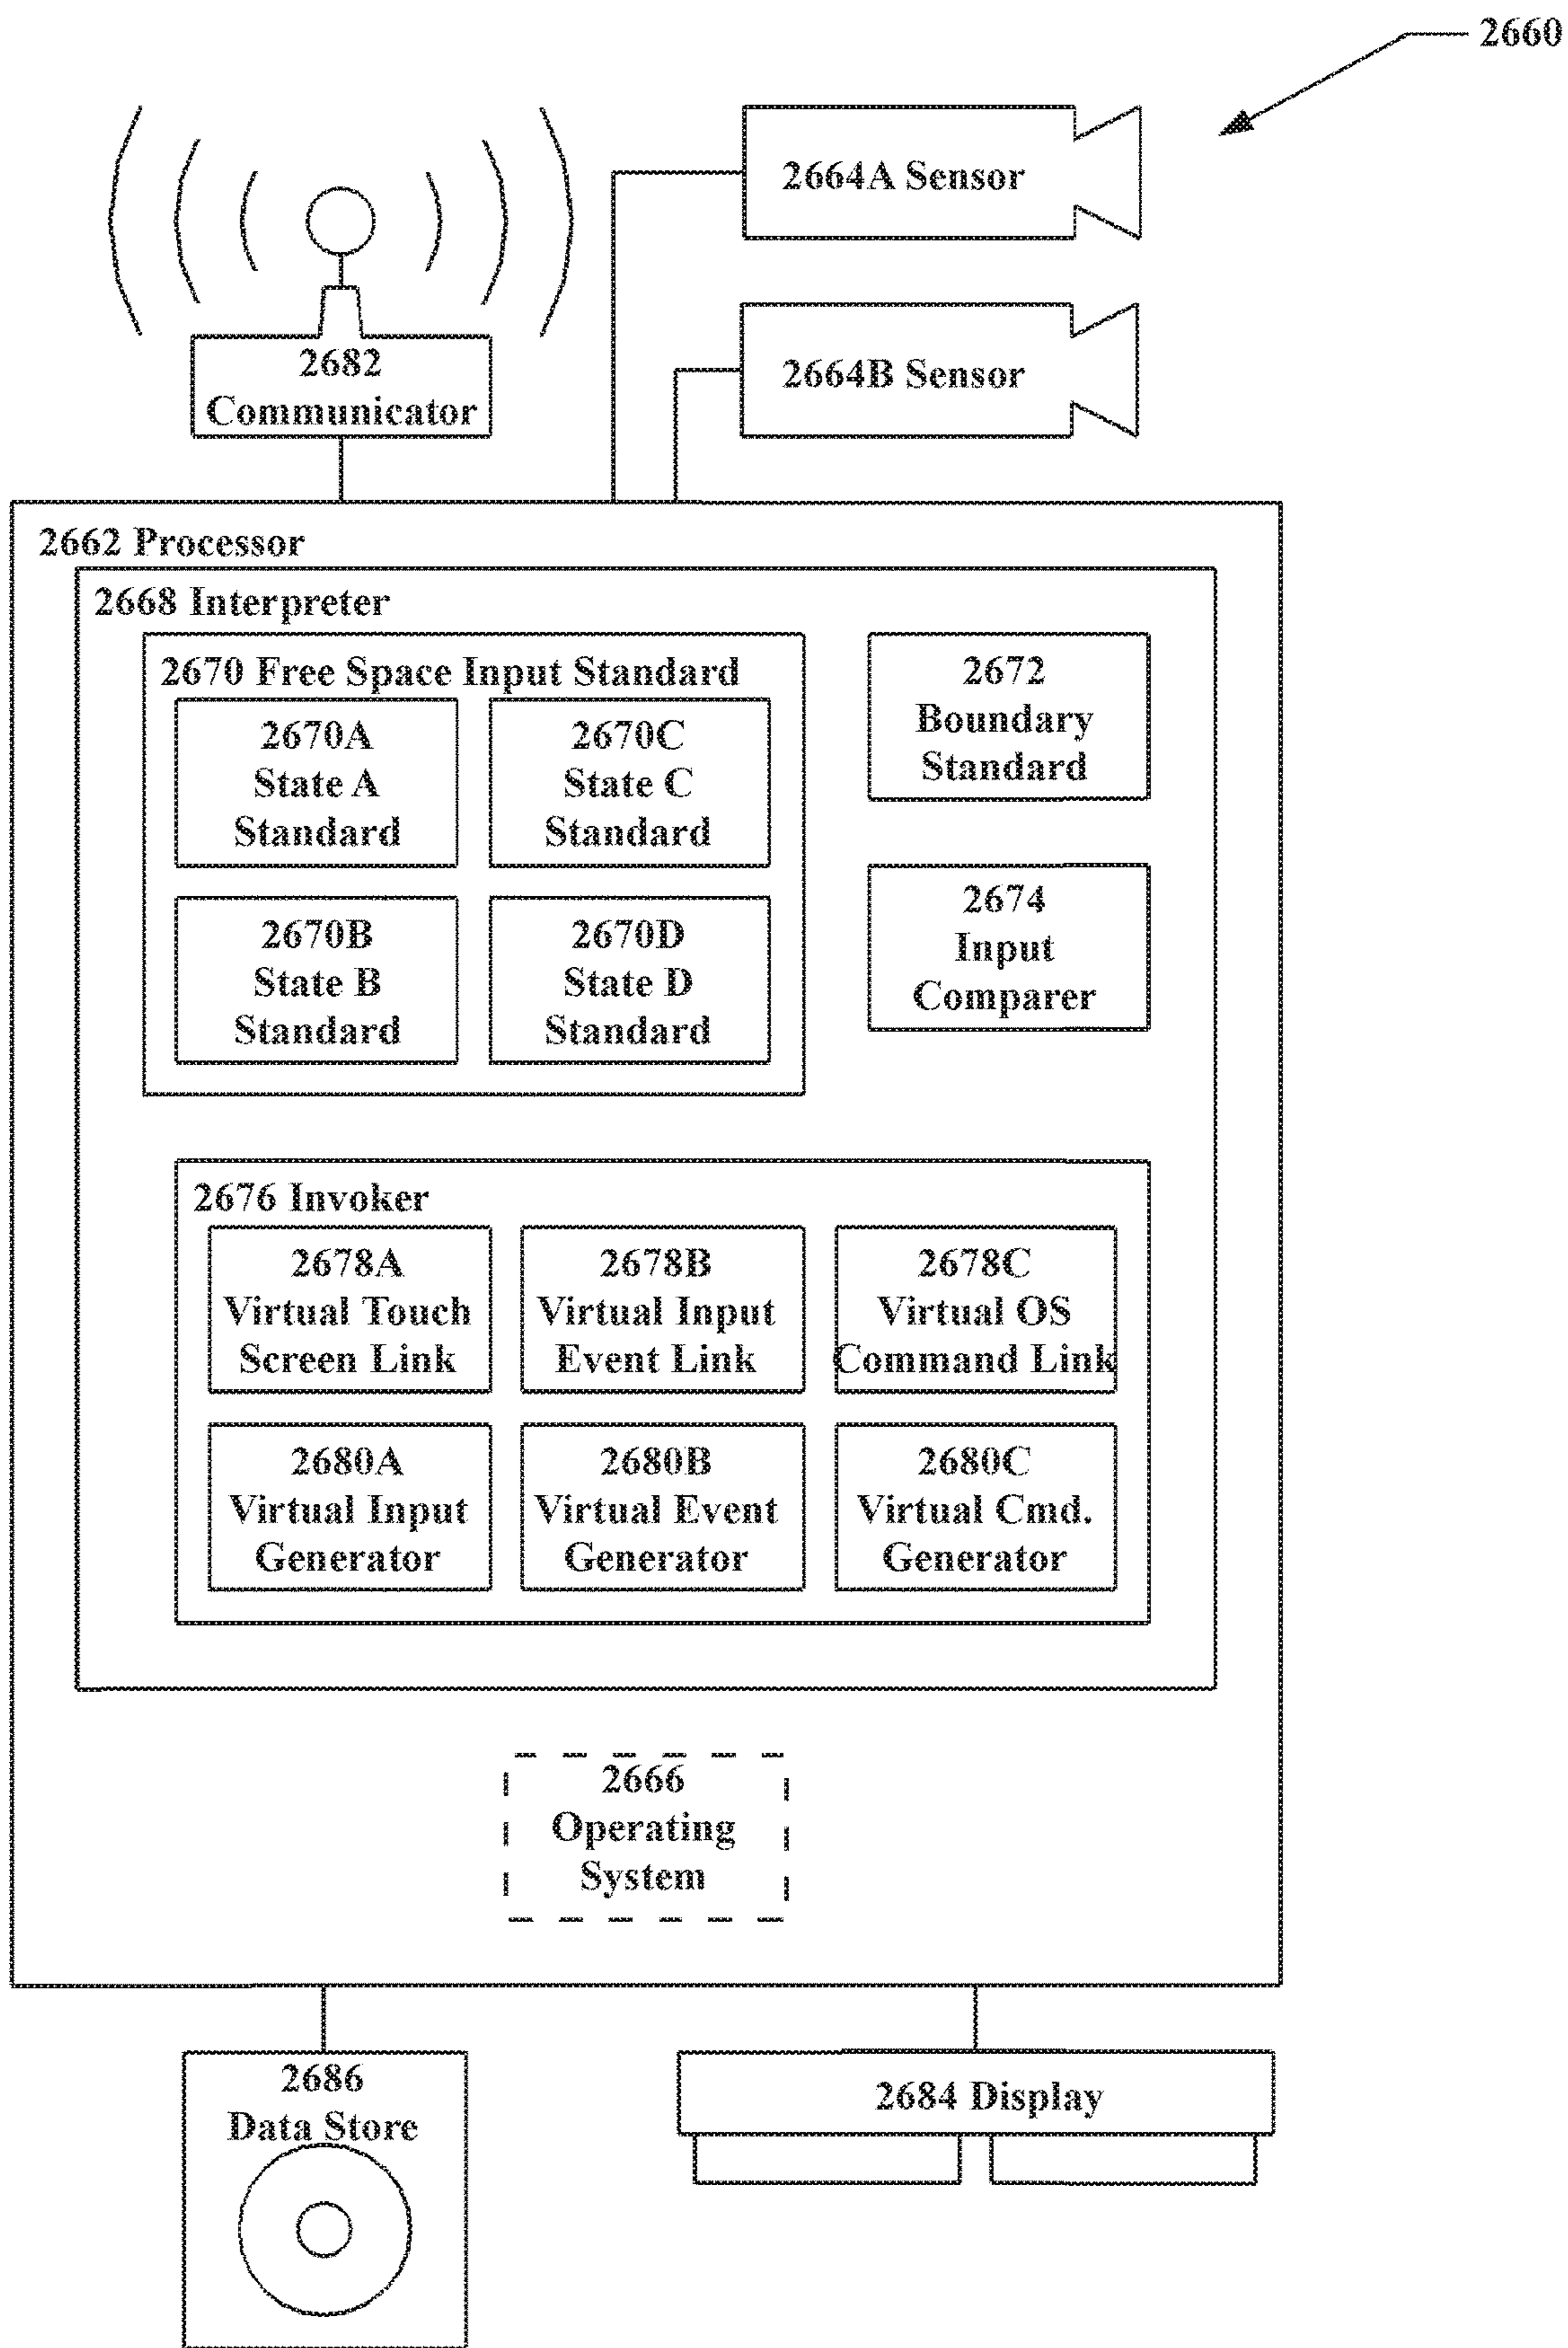 2660
2664A Sensor
2664B Sensor
2682
Communicator
2662 Processor
2668 Interpreter
2670 Free Space Input Standard
2670A
State A
Standard
2670C
State C
Standard
2670B
State B
Standard
2670D
State D
Standard
2672
Boundary
Standard
2674
Input
Comparer
2676 Invoker
2678A
Virtual Touch
Screen Link
2678B
Virtual Input
Event Link
2678C
Virtual OS
Command Link
2680A
Virtual Input
Generator
2680B
Virtual Event
Generator
2680C
Virtual Cmd.
Generator
2666
Operating
System
2686
Data Store
2684 Display